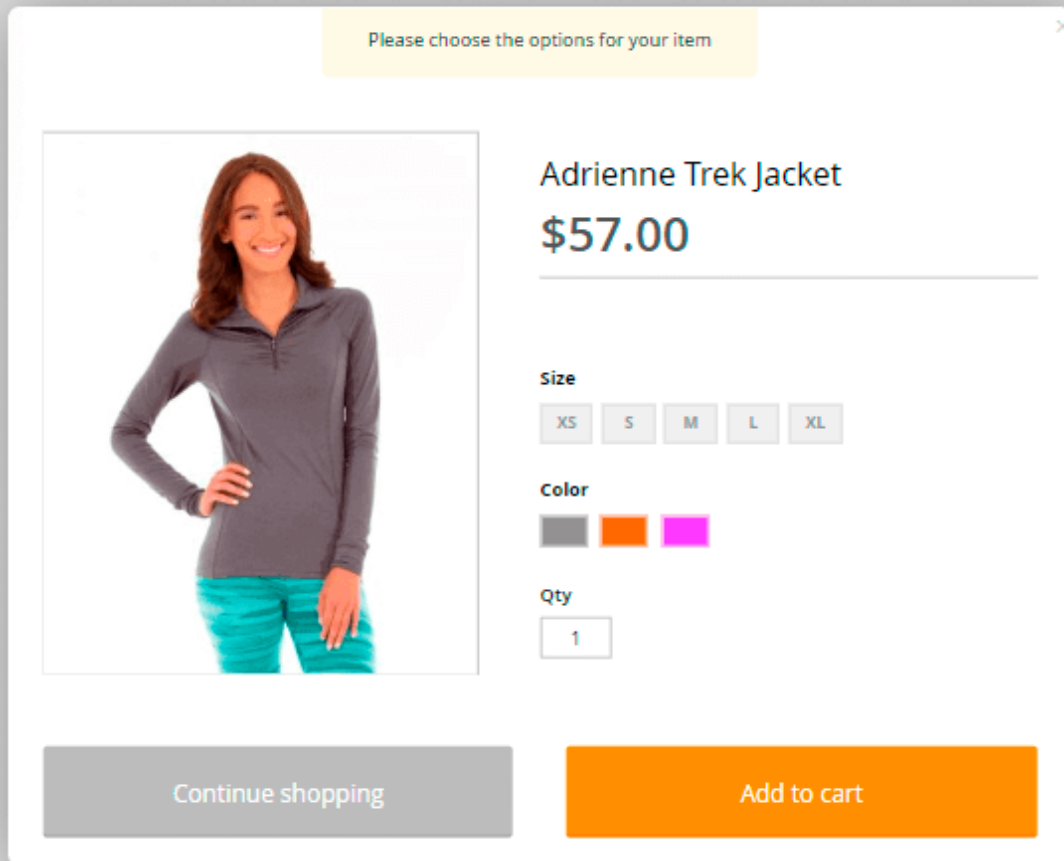 Please choose the options for your item
Adrienne Trek Jacket
$57.00
Size
XS S M L XL
Color
Qty
1
Continue shopping
Add to cart